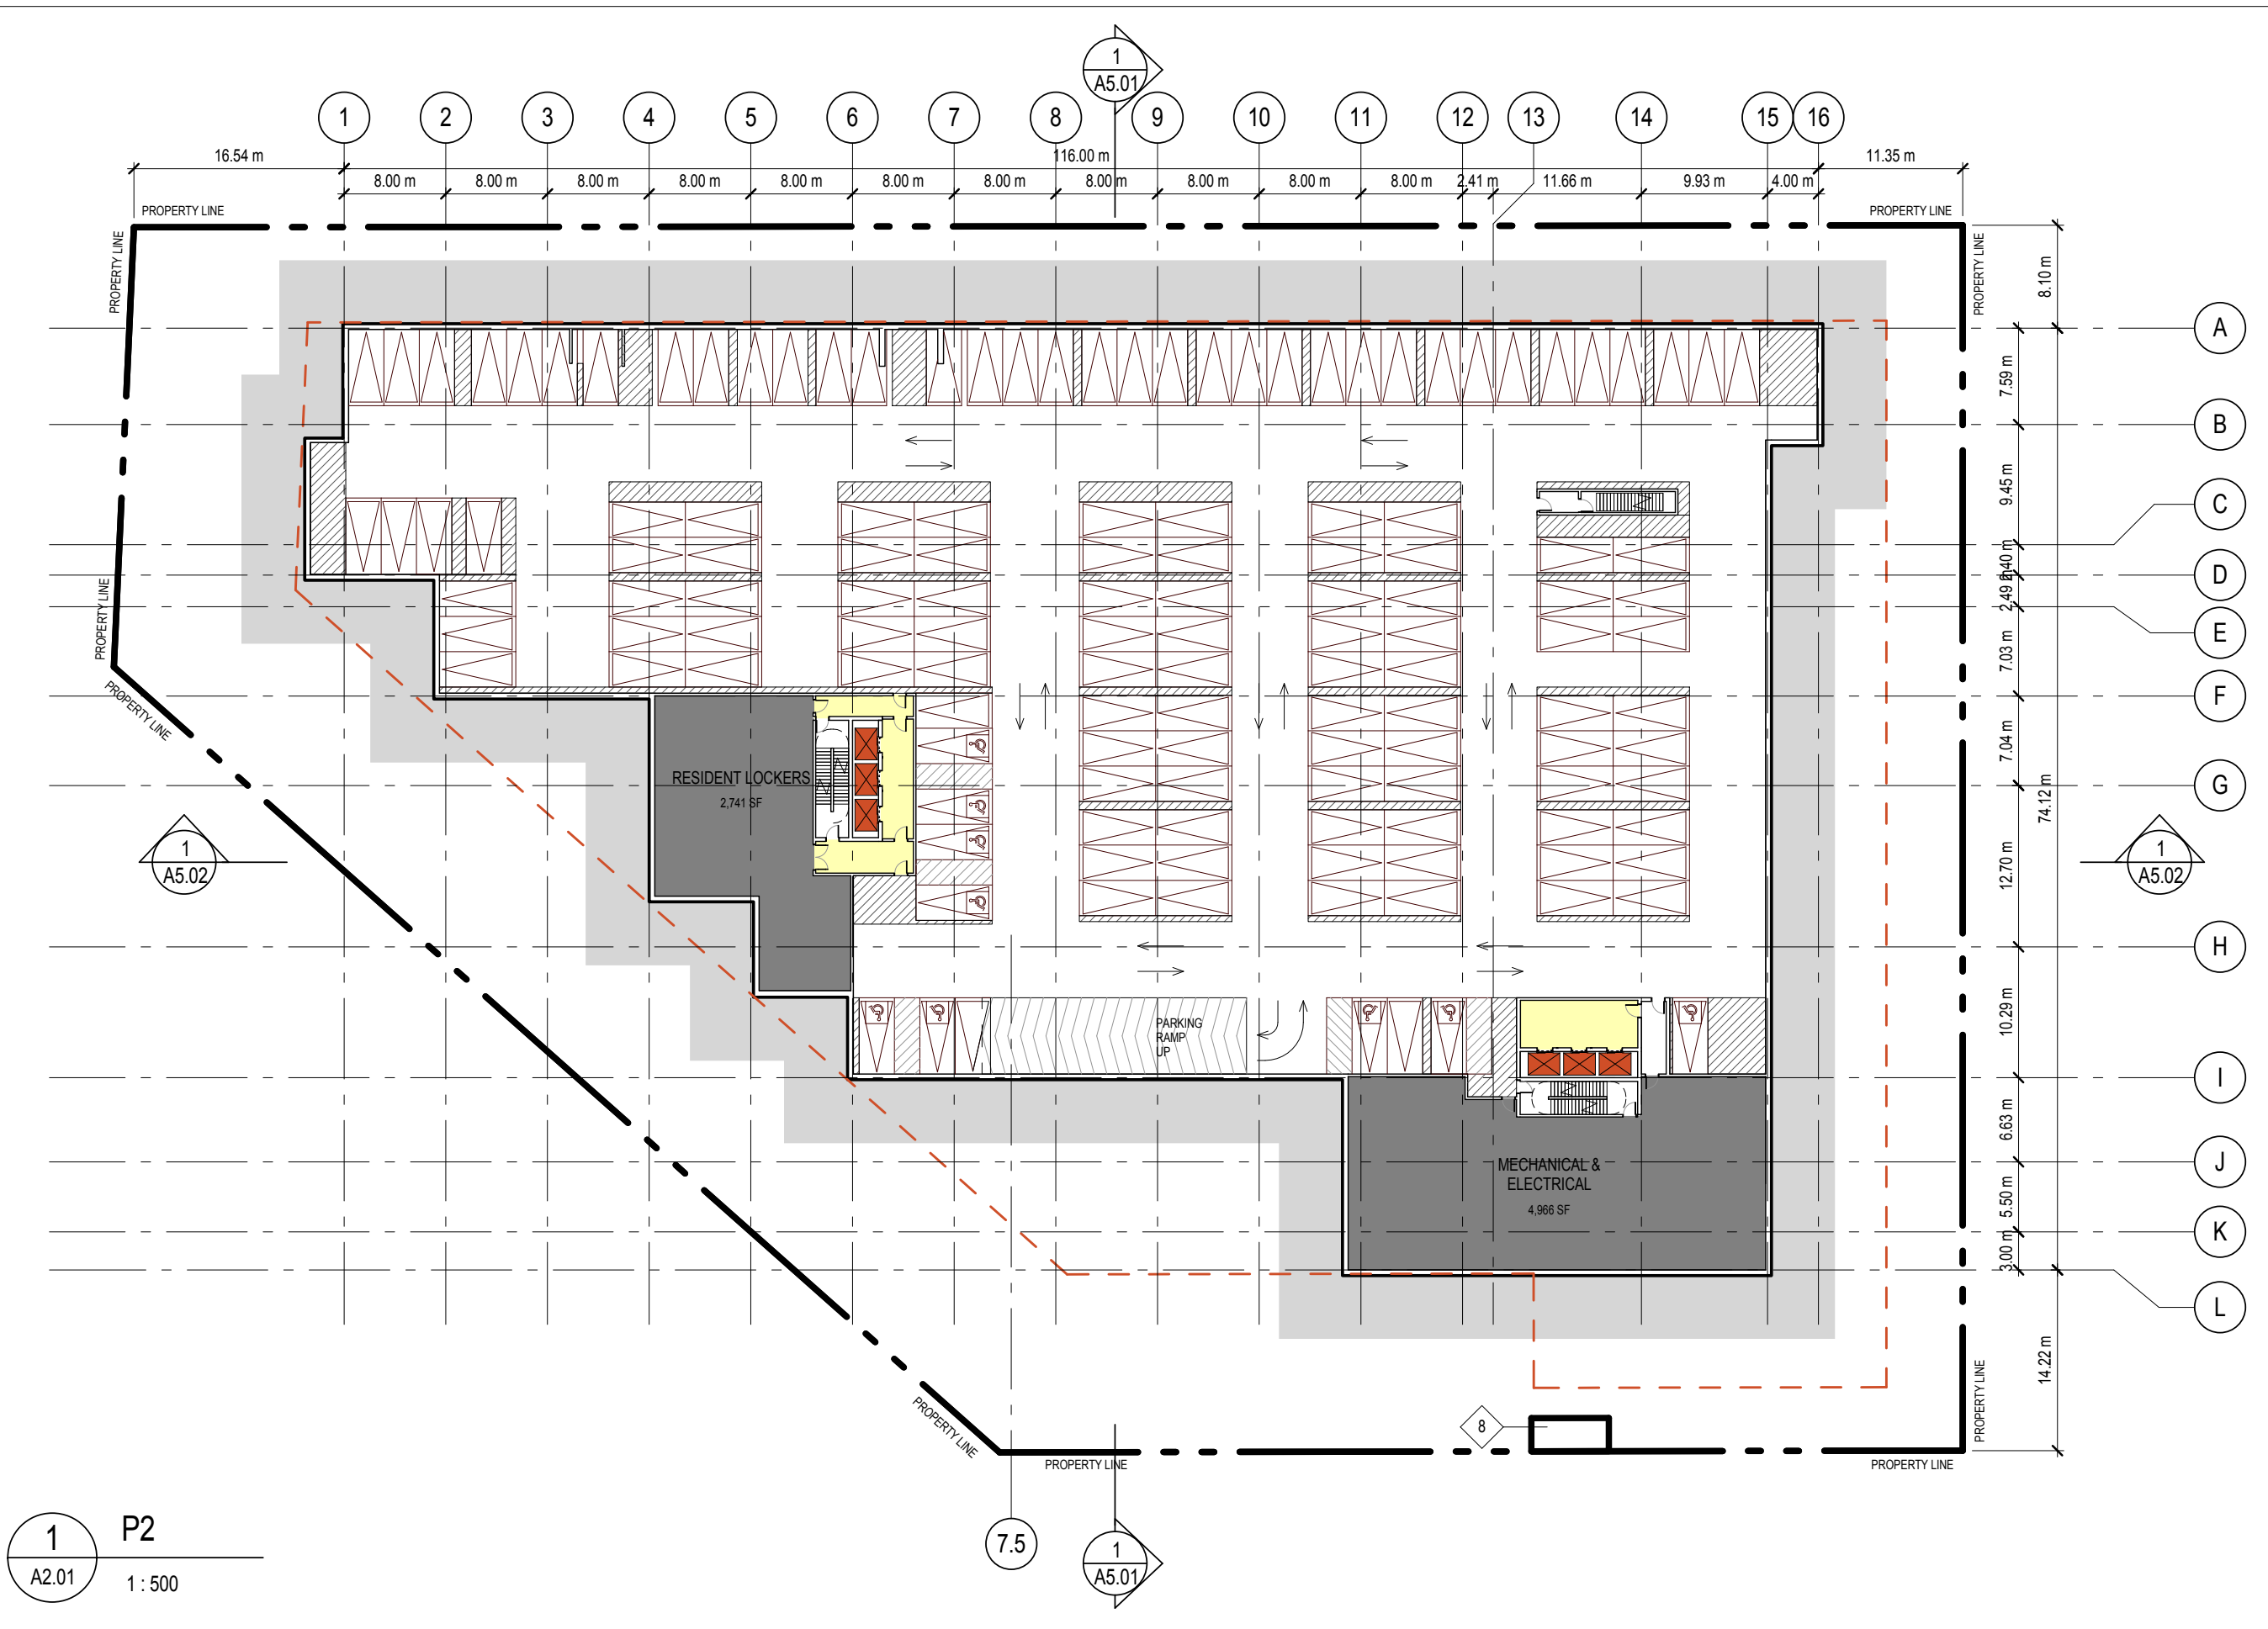 1
A5.01
1 2 3 4 5 6 7 8 9 10 11 12 13 14 15 16
16.54 m 116.00 m 11.35 m
8.00 m 8.00 m 8.00 m 8.00 m 8.00 m 8.00 m 8.00 m 8.00 m 8.00 m 8.00 m 8.00 m 2.41 m 11.66 m 9.93 m 4.00 m
PROPERTY LINE
PROPERTY LINE
PROPERTY LINE
PROPERTY LINE
PROPERTY LINE
PROPERTY LINE
8.10 m
A
7.59 m
B
9.45 m
C
2.40 m
D
2.49 m
E
7.03 m
F
7.04 m
G
74.12 m
12.70 m
H
10.29 m
I
6.63 m
J
5.50 m
K
3.00 m
L
14.22 m
RESIDENT LOCKERS
2,741 SF
1
A5.02
1
A5.02
PARKING
RAMP
UP
MECHANICAL &
ELECTRICAL
4,966 SF
PROPERTY LINE
8
PROPERTY LINE
PROPERTY LINE
PROPERTY LINE
7.5
1
A5.01
1
A2.01
P2
1 : 500